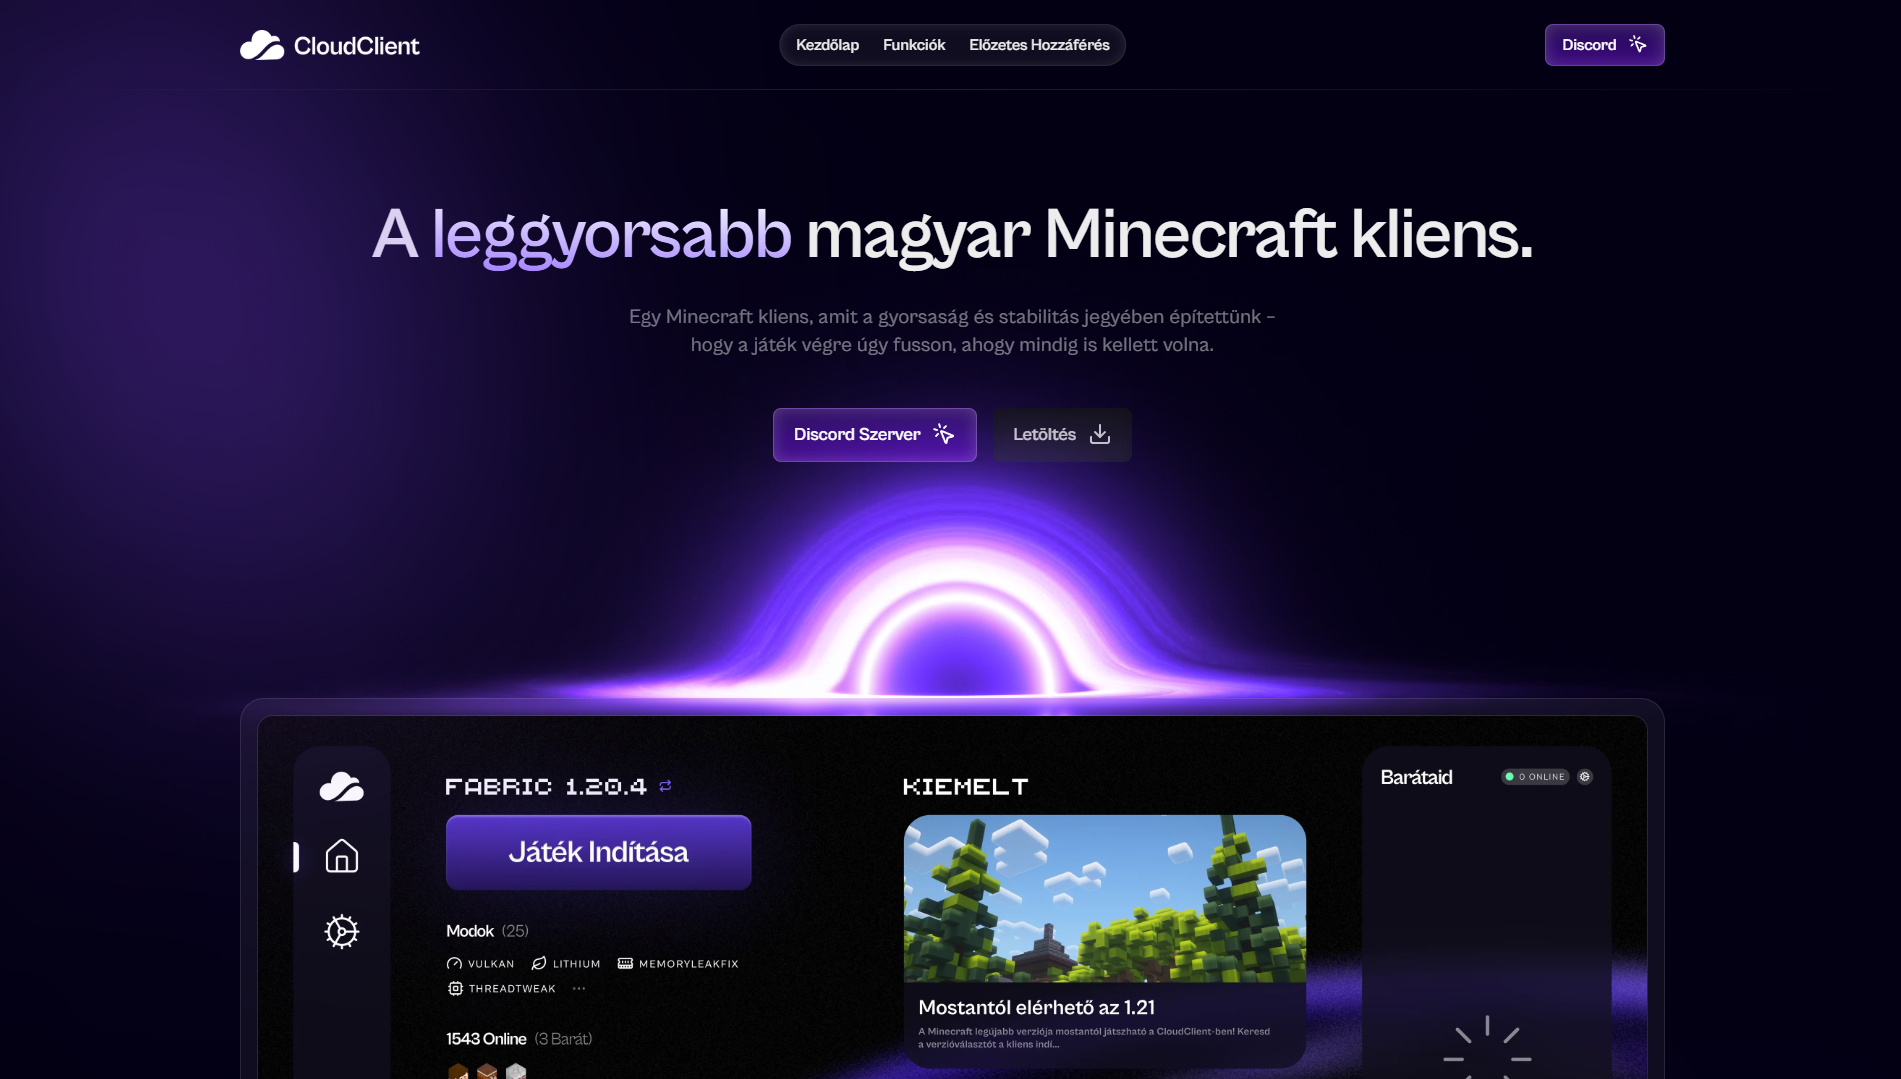 CloudClient
Kezdőlap Funkciók Előzetes Hozzáférés
Discord
A leggyorsabb magyar Minecraft kliens.
Egy Minecraft kliens, amit a gyorsaság és stabilitás jegyében építettünk –
hogy a játék végre úgy fusson, ahogy mindig is kellett volna.
Discord Szerver
Letöltés
FABRIC 1.20.4
Játék Indítása
Modok (25)
VULKAN LITHIUM MEMORYLEAKFIX
THREADTWEAK ...
1543 Online (3 Barát)
KIEMELT
Mostantól elérhető az 1.21
A Minecraft legújabb verziója mostantól játszható a CloudClient-ben! Keresd
a verzióválasztót a kliens indí...
Barátaid
0 ONLINE